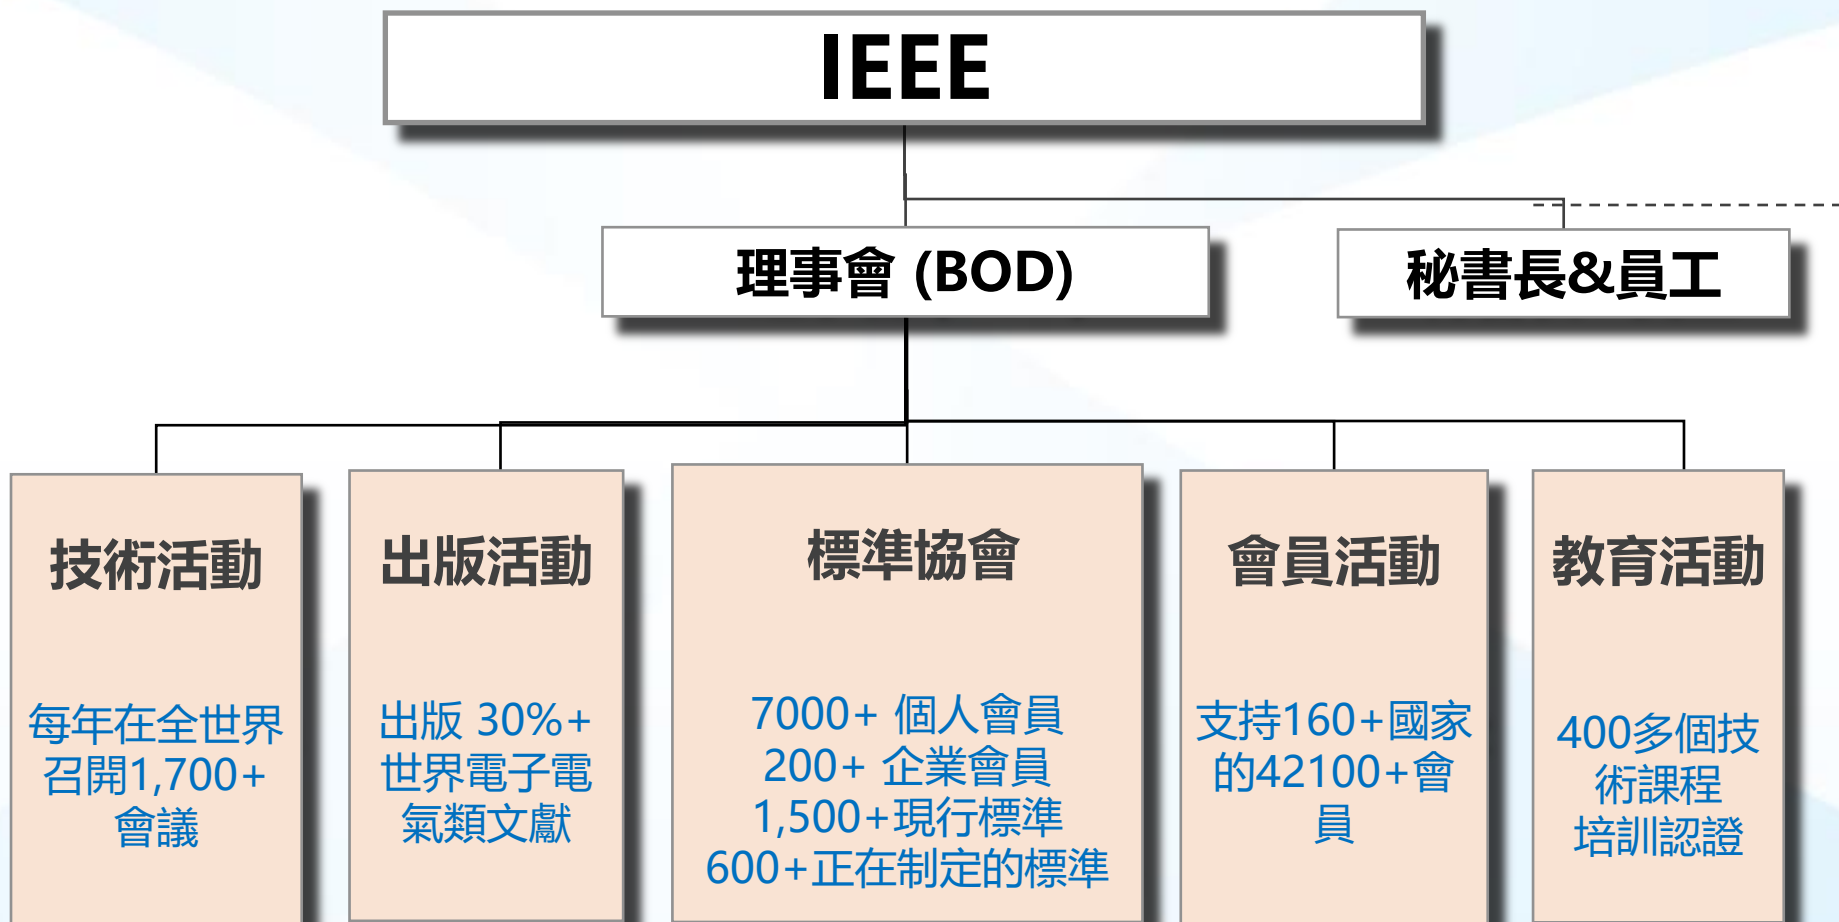 IEEE
理事會 (BOD)
秘書長&員工
技術活動
每年在全世界
召開1,700+
會議
出版活動
出版 30%+
世界電子電
氣類文獻
標準協會
7000+ 個人會員
200+ 企業會員
1,500+現行標準
600+正在制定的標準
會員活動
支持160+國家
的42100+會
員
教育活動
400多個技
術課程
培訓認證